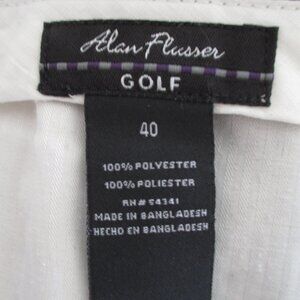 Alan Flusser
GOLF
40
100% POLYESTER
100% POLIESTER
RN# 54341
MADE IN BANGLADESH
HECHO EN BANGLADESH